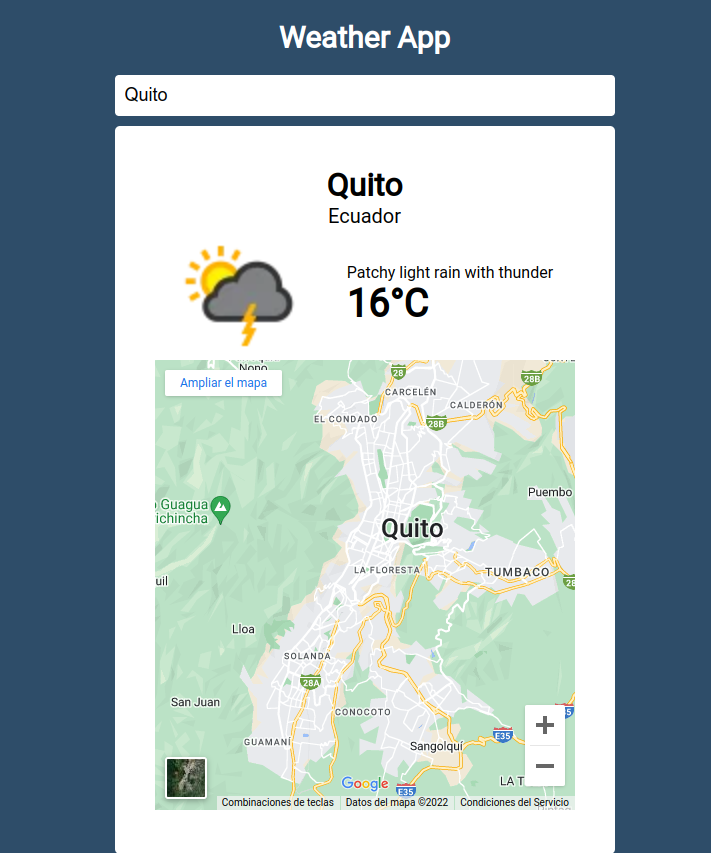 Weather App
Quito
Quito
Ecuador
Patchy light rain with thunder
16°C
Nono
Ampliar el mapa
28
28B
CARCELÉN
CALDERÓN
EL CONDADO
28B
Puembo
Guagua
ichincha
Quito
LA FLORESTA
TUMBACO
28
uil
Lloa
SOLANDA
28A
San Juan
CONOCOTO
E35
GUAMANÍ
Sangolquí
LA T
Google
E35
Combinaciones de teclas
Datos del mapa ©2022
Condiciones del Servicio